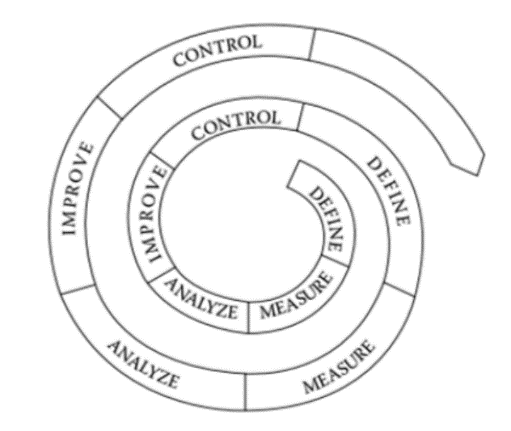 DEFINE
MEASURE
ANALYZE
IMPROVE
CONTROL
DEFINE
MEASURE
ANALYZE
IMPROVE
CONTROL